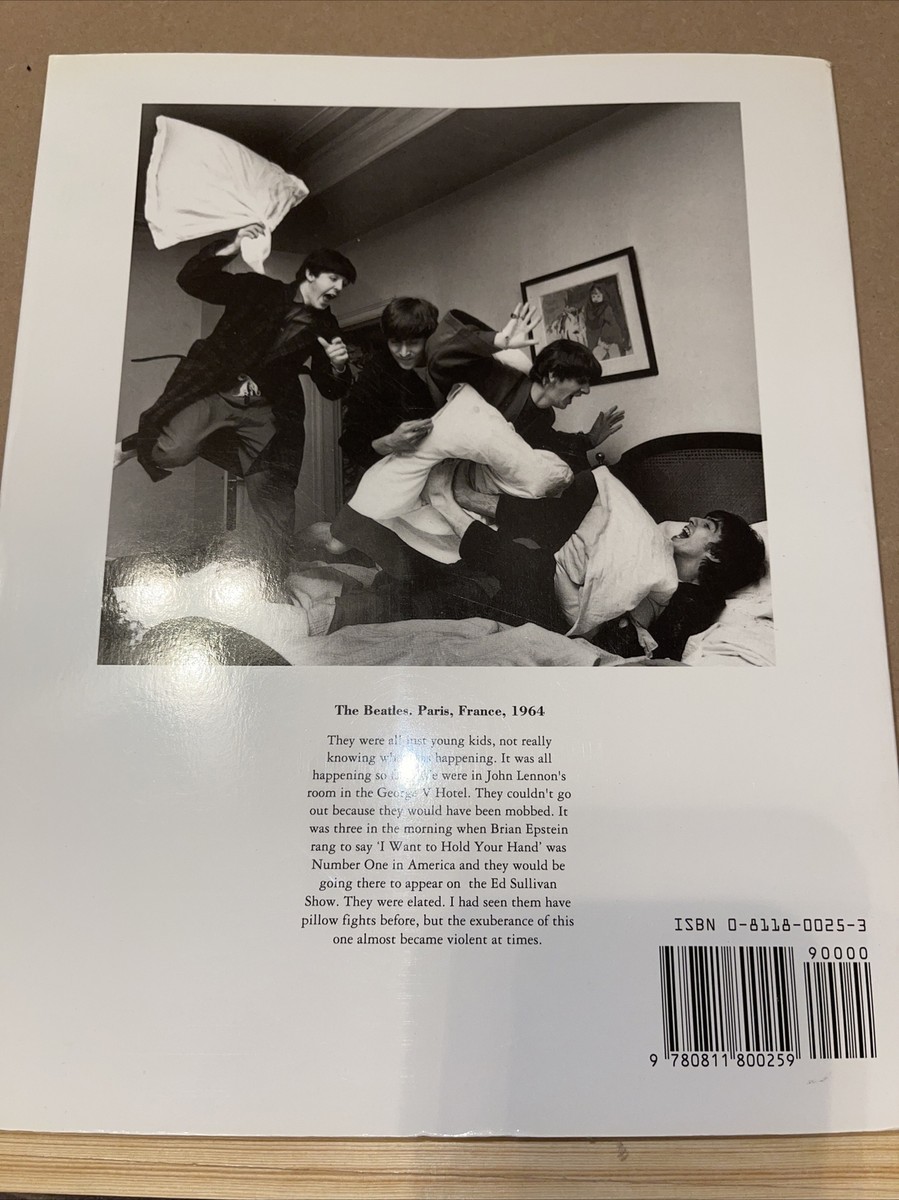 The Beatles. Paris, France, 1964
They were all just young kids, not really
knowing happening. It was all
happening so were in John Lennon's
room in the George V Hotel. They couldn't go
out because they would have been mobbed. It
was three in the morning when Brian Epstein
rang to say 'I Want to Hold Your Hand' was
Number One in America and they would be
going there to appear on the Ed Sullivan
Show. They were elated. I had seen them have
pillow fights before, but the exuberance of this
one almost became violent at times.
ISBN 0-8118-0025-3
90000
9 780811 800259